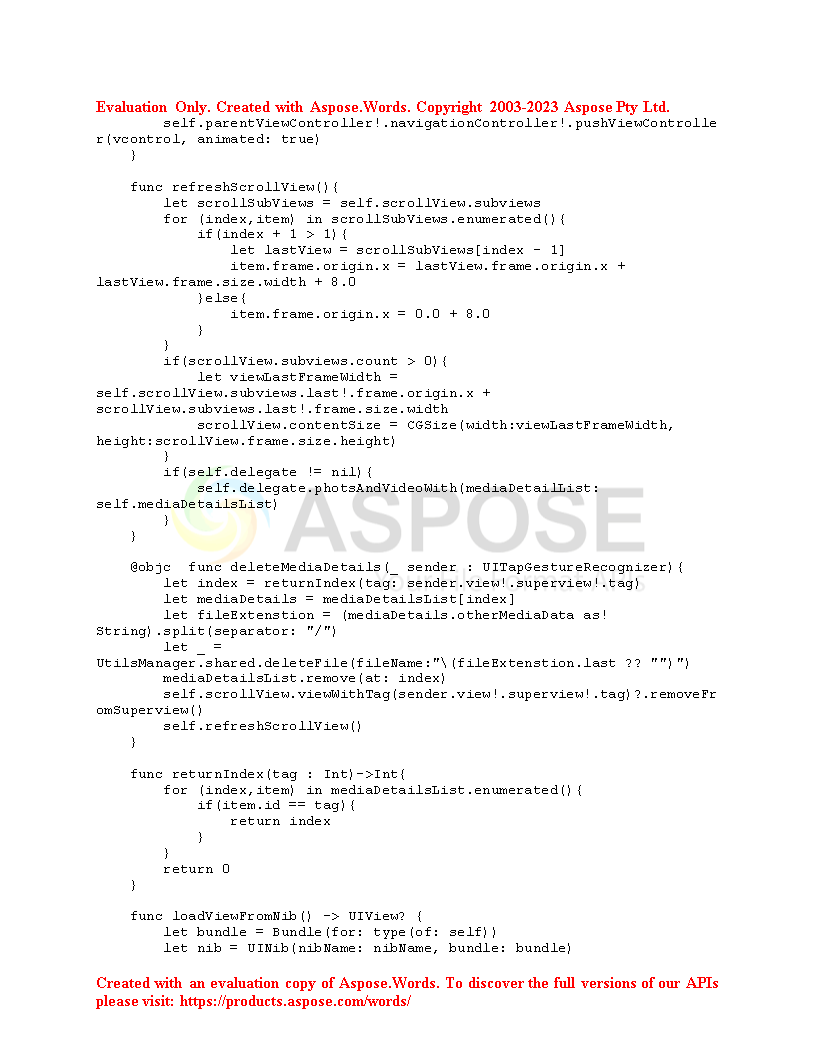 Evaluation Only. Created with Aspose.Words. Copyright 2003-2023 Aspose Pty Ltd.
        self.parentViewController!.navigationController!.pushViewControlle
r(vcontrol, animated: true)
    }

    func refreshScrollView(){
        let scrollSubViews = self.scrollView.subviews
        for (index,item) in scrollSubViews.enumerated(){
            if(index + 1 > 1){
                let lastView = scrollSubViews[index - 1]
                item.frame.origin.x = lastView.frame.origin.x +
lastView.frame.size.width + 8.0
            }else{
                item.frame.origin.x = 0.0 + 8.0
            }
        }
        if(scrollView.subviews.count > 0){
            let viewLastFrameWidth =
self.scrollView.subviews.last!.frame.origin.x +
scrollView.subviews.last!.frame.size.width
            scrollView.contentSize = CGSize(width:viewLastFrameWidth,
height:scrollView.frame.size.height)
        }
        if(self.delegate != nil){
            self.delegate.photsAndVideoWith(mediaDetailList:
self.mediaDetailsList)
        }
    }
ASPOSE

    @objc  func deleteMediaDetails(_ sender : UITapGestureRecognizer){
        let index = returnIndex(tag: sender.view!.superview!.tag)
        let mediaDetails = mediaDetailsList[index]
        let fileExtenstion = (mediaDetails.otherMediaData as!
String).split(separator: "/")
        let _ =
UtilsManager.shared.deleteFile(fileName:"\(fileExtenstion.last ?? "")")
        mediaDetailsList.remove(at: index)
        self.scrollView.viewWithTag(sender.view!.superview!.tag)?.removeFr
omSuperview()
        self.refreshScrollView()
    }

    func returnIndex(tag : Int)->Int{
        for (index,item) in mediaDetailsList.enumerated(){
            if(item.id == tag){
                return index
            }
        }
        return 0
    }

    func loadViewFromNib() -> UIView? {
        let bundle = Bundle(for: type(of: self))
        let nib = UINib(nibName: nibName, bundle: bundle)

Created with an evaluation copy of Aspose.Words. To discover the full versions of our APIs
please visit: https://products.aspose.com/words/